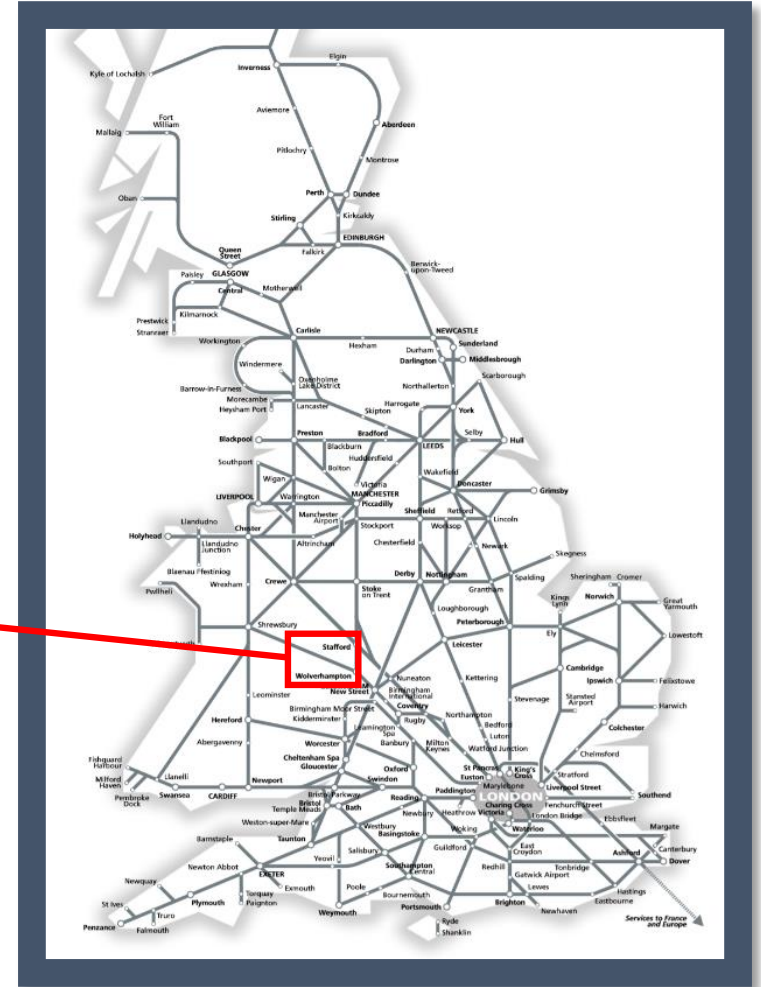 Elgin
Inverness
Kyle of Lochalsh
Aviemore
Fort
William
Mallaig
Aberdeen
Pitlochry
Montrose
Perth
Dundee
Oban
Stirling
Kirkcaldy
EDINBURGH
Queen
Street
Falkirk
Berwick-
upon-Tweed
Paisley
GLASGOW
Central
Motherwell
Kilmarnock
Prestwick
Stranraer
Carlisle
NEWCASTLE
Workington
Hexham
Sunderland
Durham
Darlington
Middlesbrough
Windermere
Oxenholme
Lake District
Scarborough
Barrow-in-Furness
Northallerton
Morecambe
Heysham Port
Lancaster
Harrogate
Skipton
York
Preston
Bradford
Selby
Blackpool
Blackburn
LEEDS
Hull
Huddersfield
Southport
Bolton
Wakefield
Wigan
Victoria
Doncaster
MANCHESTER
Grimsby
LIVERPOOL
Warrington
Piccadilly
Manchester
Airport
Sheffield
Retford
Lincoln
Llandudno
Stockport
Worksop
Holyhead
Chester
Llandudno
Junction
Altrincham
Chesterfield
Newark
Skegness
Blaenau Ffestiniog
Derby
Nottingham
Spalding
Sheringham
Cromer
Pwllheli
Wrexham
Crewe
Stoke
on Trent
Grantham
Kings
Lynn
Norwich
Great
Yarmouth
Loughborough
Shrewsbury
Peterborough
Ely
Lowestoft
Stafford
Leicester
Wolverhampton
Nuneaton
Cambridge
New Street
Birmingham
International
Kettering
Ipswich
Felixstowe
Leominster
Birmingham Moor Street
Coventry
Stevenage
Stansted
Airport
Harwich
Hereford
Kidderminster
Leamington
Spa
Rugby
Northampton
Bedford
Colchester
Abergavenny
Worcester
Banbury
Milton
Keynes
Luton
Watford Junction
Chelmsford
Fishguard
Harbour
Cheltenham Spa
Gloucester
Oxford
St Pancras
King's
Cross
Euston
Stratford
Milford
Haven
Llanelli
Newport
Swindon
Marylebone
Liverpool Street
Pembroke
Dock
Swansea
CARDIFF
Bristol Parkway
Reading
Paddington
LONDON
Southend
Bristol
Temple Meads
Bath
Charing Cross
Fenchurch Street
Newbury
Heathrow
Victoria
London Bridge
Ebbsfleet
Weston-super-Mare
Westbury
Basingstoke
Woking
Waterloo
Margate
Barnstaple
Taunton
Salisbury
Guildford
East
Croydon
Canterbury
Newton Abbot
Yeovil
Southampton
Central
Redhill
Tonbridge
Ashford
Dover
EXETER
Gatwick Airport
Newquay
Exmouth
Poole
Lewes
Hastings
Torquay
Paignton
Bournemouth
Eastbourne
St Ives
Plymouth
Brighton
Newhaven
Truro
Weymouth
Portsmouth
Penzance
Falmouth
Ryde
Shanklin
Services to France
and Europe